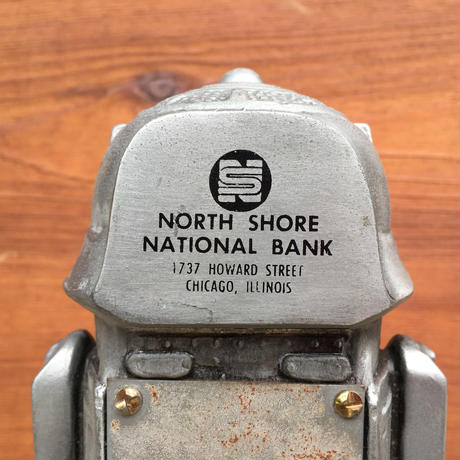 NORTH SHORE
NATIONAL BANK
1737 HOWARD STREET
CHICAGO, ILLINOIS